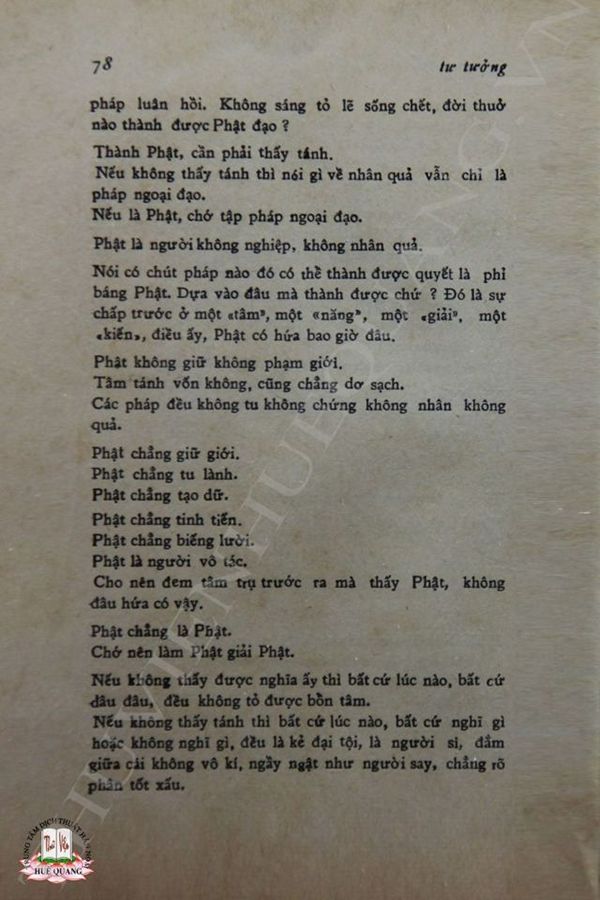 78 tư tưởng
pháp luân hồi. Không sáng tỏ lẽ sống chết, đời thuở
nào thành được Phật đạo ?
Thành Phật, cần phải thấy tánh.
Nếu không thấy tánh thì nói gì về nhân quả vẫn chỉ là
pháp ngoại đạo.
Nếu là Phật, chớ tập pháp ngoại đạo.
Phật là người không nghiệp, không nhân quả.
Nói có chút pháp nào đó có thể thành được quyết là phỉ
báng Phật. Dựa vào đâu mà thành được chứ ? Đó là sự
chấp trước ở một «tâm», một «năng», một «giải», một
«kiến», điều ấy, Phật có hứa bao giờ đâu.
Phật không giữ không phạm giới.
Tâm tánh vốn không, cũng chẳng dơ sạch.
Các pháp đều không tu không chứng không nhân không
quả.
Phật chẳng giữ giới.
Phật chẳng tu lành.
Phật chẳng tạo dữ.
Phật chẳng tinh tiến.
Phật chẳng biếng lười.
Phật là người vô tác.
Cho nên đem tâm trụ trước ra mà thấy Phật, không
đâu hứa có vậy.
Phật chẳng là Phật.
Chớ nên làm Phật giải Phật.
Nếu không thấy được nghĩa ấy thì bất cứ lúc nào, bất cứ
dâu đâu, đều không tỏ được bồn tâm.
Nếu không thấy tánh thì bất cứ lúc nào, bất cứ nghĩ gì
hoặc không nghĩ gì, đều là kẻ đại tội, là người si, đắm
giữa cái không vô kí, ngầy ngật như người say, chẳng rõ
phân tốt xấu.
TRUNG TÂM DỊCH THUẬT HÁN NÔM
Thư Viện
HUỆ QUANG